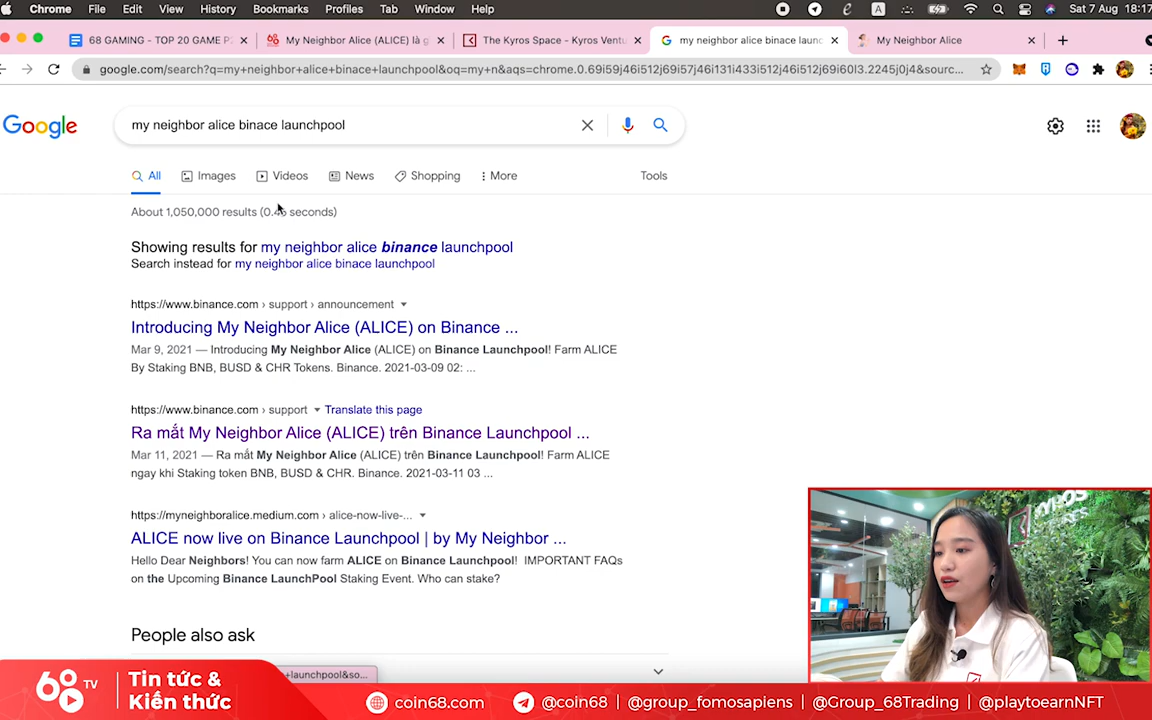 Chrome File Edit View History Bookmarks Profiles Tab Window Help A Sat 7 Aug 18:17
68 GAMING - TOP 20 GAME P2 My Neighbor Alice (ALICE) là g The Kyros Space - Kyros Ventu my neighbor alice binace launc My Neighbor Alice
google.com/search?q=my+neighbor+alice+binace+launchpool&oq=my+n&aqs=chrome.0.69i59j46i512j69i57j46i131i433i512j46i512j69i60l3.2245j0j4&sourc...
Google my neighbor alice binace launchpool
All Images Videos News Shopping More Tools
About 1,050,000 results (0.46 seconds)
Showing results for my neighbor alice binance launchpool
Search instead for my neighbor alice binace launchpool
https://www.binance.com › support › announcement
Introducing My Neighbor Alice (ALICE) on Binance ...
Mar 9, 2021 — Introducing My Neighbor Alice (ALICE) on Binance Launchpool! Farm ALICE
By Staking BNB, BUSD & CHR Tokens. Binance. 2021-03-09 02: ...
https://www.binance.com › support Translate this page
Ra mắt My Neighbor Alice (ALICE) trên Binance Launchpool ...
Mar 11, 2021 — Ra mắt My Neighbor Alice (ALICE) trên Binance Launchpool! Farm ALICE
ngay khi Staking token BNB, BUSD & CHR. Binance. 2021-03-11 03 ...
https://myneighboralice.medium.com › alice-now-live-...
ALICE now live on Binance Launchpool | by My Neighbor ...
Hello Dear Neighbors! You can now farm ALICE on Binance Launchpool! IMPORTANT FAQs
on the Upcoming Binance LaunchPool Staking Event. Who can stake?
People also ask
+launchpool&so...
68 TV Tin tức &
Kiến thức
coin68.com @coin68 | @group_fomosapiens | @Group_68Trading | @playtoearnNFT